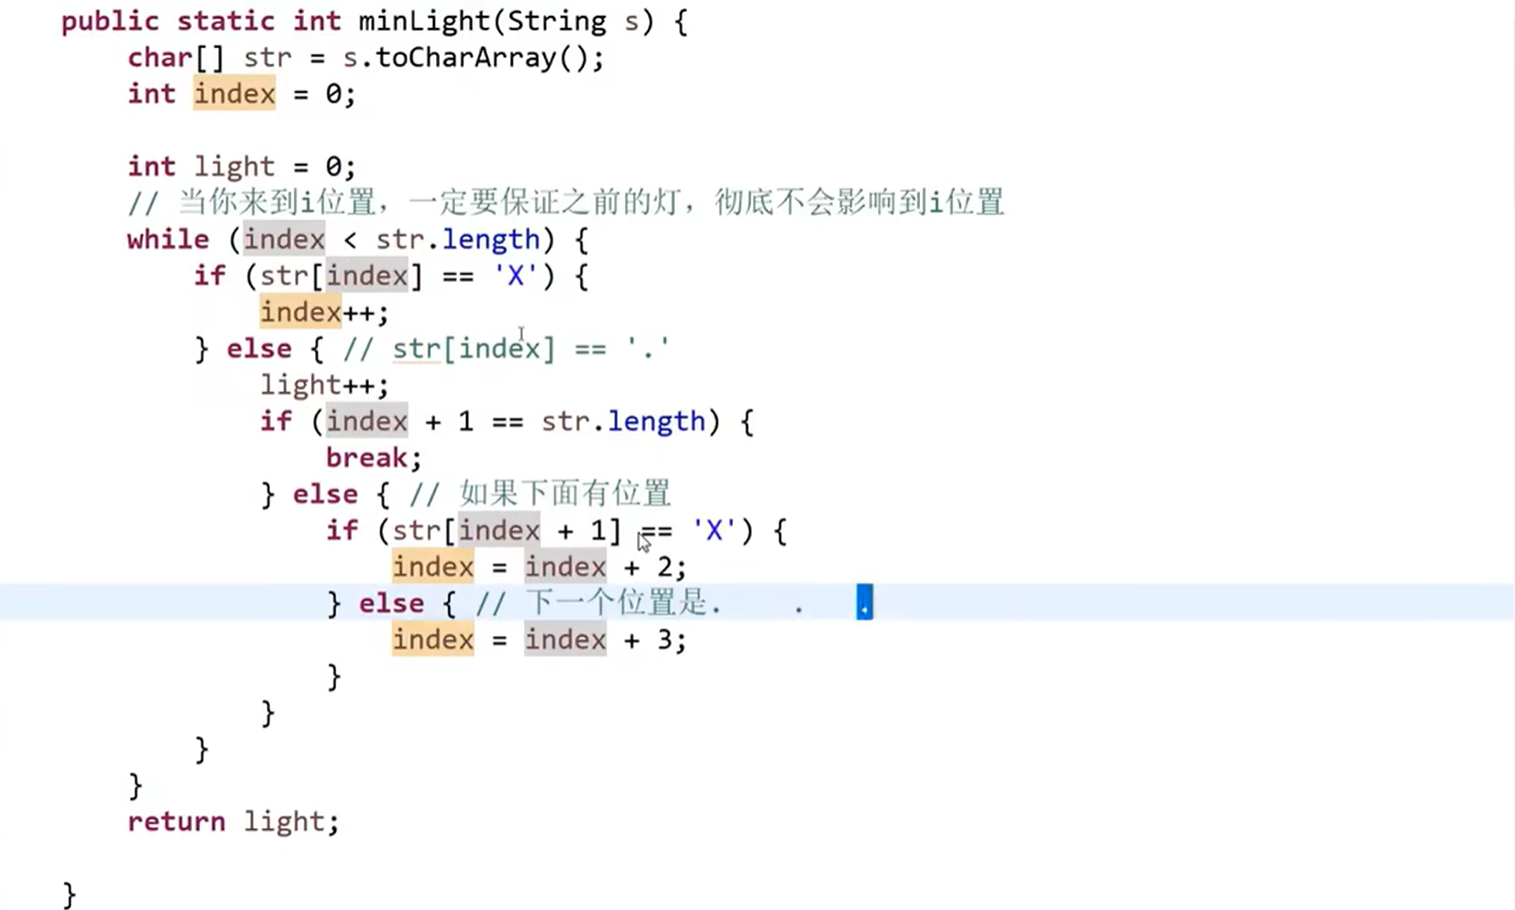 public static int minLight(String s) {
char[] str = s.toCharArray();
int index = 0;
int light = 0;
// 当你来到i位置，一定要保证之前的灯，彻底不会影响到i位置
while (index < str.length) {
if (str[index] == 'X') {
index++;
} else { // str[index] == '.'
light++;
if (index + 1 == str.length) {
break;
} else { // 如果下面有位置
if (str[index + 1] == 'X') {
index = index + 2;
} else { // 下一个位置是. . .
index = index + 3;
}
}
}
}
return light;
}